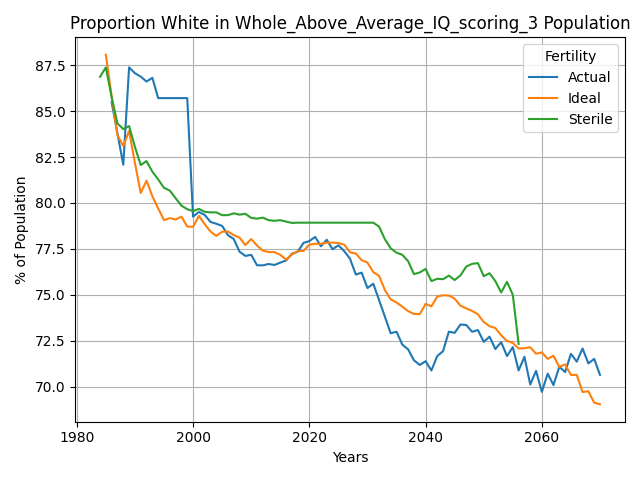 Proportion White in Whole_Above_Average_IQ_scoring_3 Population
Fertility
Actual
Ideal
Sterile
% of Population
87.5
85.0
82.5
80.0
77.5
75.0
72.5
70.0
1980
2000
2020
2040
2060
Years